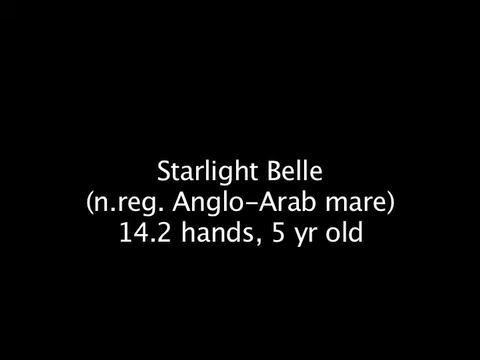 Starlight Belle
(n.reg. Anglo-Arab mare)
14.2 hands, 5 yr old